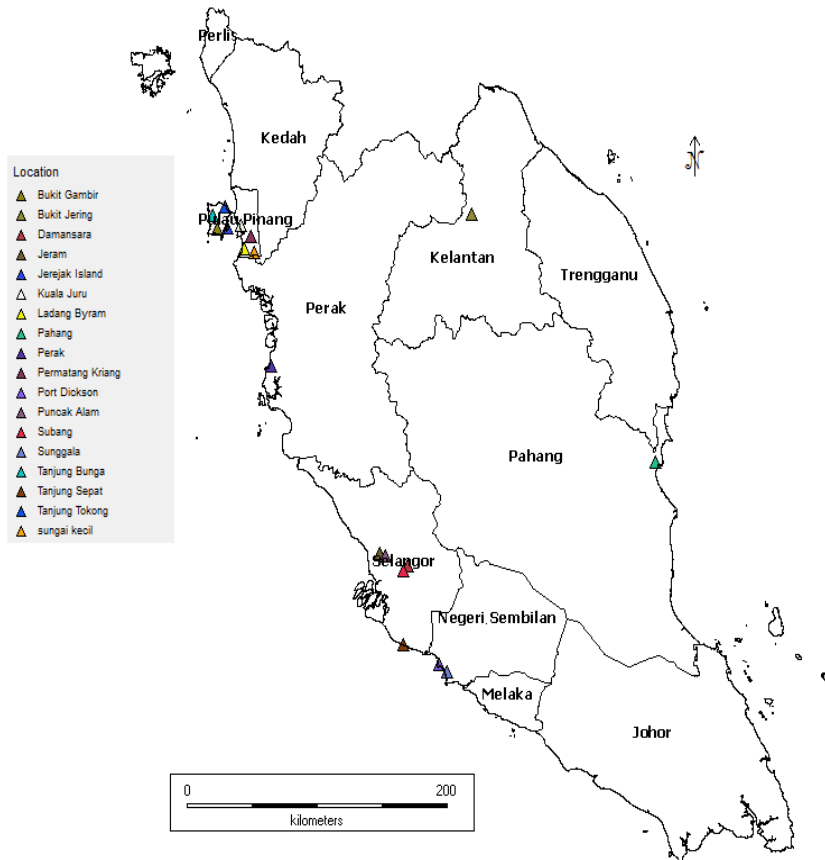 Perlis
Kedah
N
Location
Bukit Gambir
Bukit Jering
Damansara
Jeram
Jerejak Island
Kuala Juru
Ladang Byram
Pahang
Perak
Permatang Kriang
Port Dickson
Puncak Alam
Subang
Sunggala
Tanjung Bunga
Tanjung Sepat
Tanjung Tokong
sungai kecil
Pulau Pinang
Kelantan
Trengganu
Perak
Pahang
Selangor
Negeri Sembilan
Melaka
Johor
0 200
kilometers